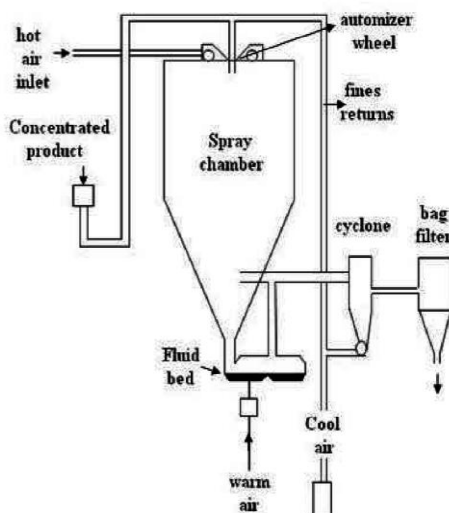 hot
air
inlet
automizer
wheel
fines
returns
Concentrated
product
Spray
chamber
cyclone
bag
filter
Fluid
bed
Cool
air
warm
air